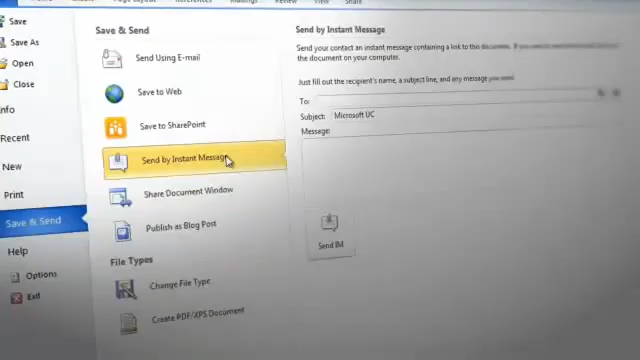 Save
Save As
Open
Close
Info
Recent
New
Print
Save & Send
Help
Options
Exit
Save & Send
Send Using E-mail
Save to Web
Save to SharePoint
Send by Instant Message
Share Document Window
Publish as Blog Post
File Types
Change File Type
Create PDF/XPS Document
Send by Instant Message
Send your contact an instant message containing a link to this document.
the document on your computer.
Just fill out the recipient's name, a subject line, and any message you want.
To:
Subject: Microsoft UC
Message:
Send IM